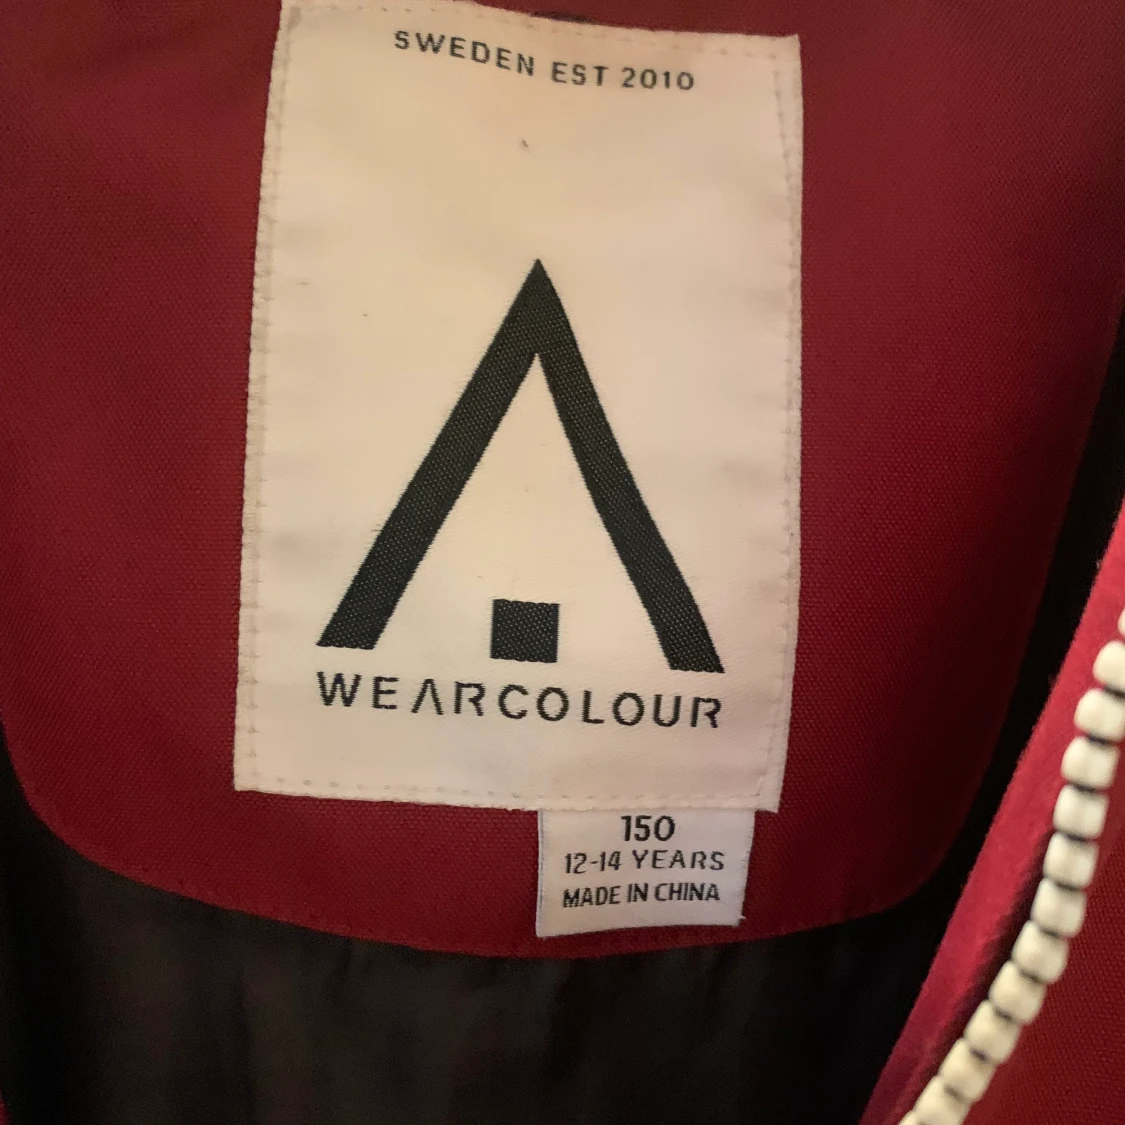 SWEDEN EST 2010
WEARCOLOUR
150
12-14 YEARS
MADE IN CHINA